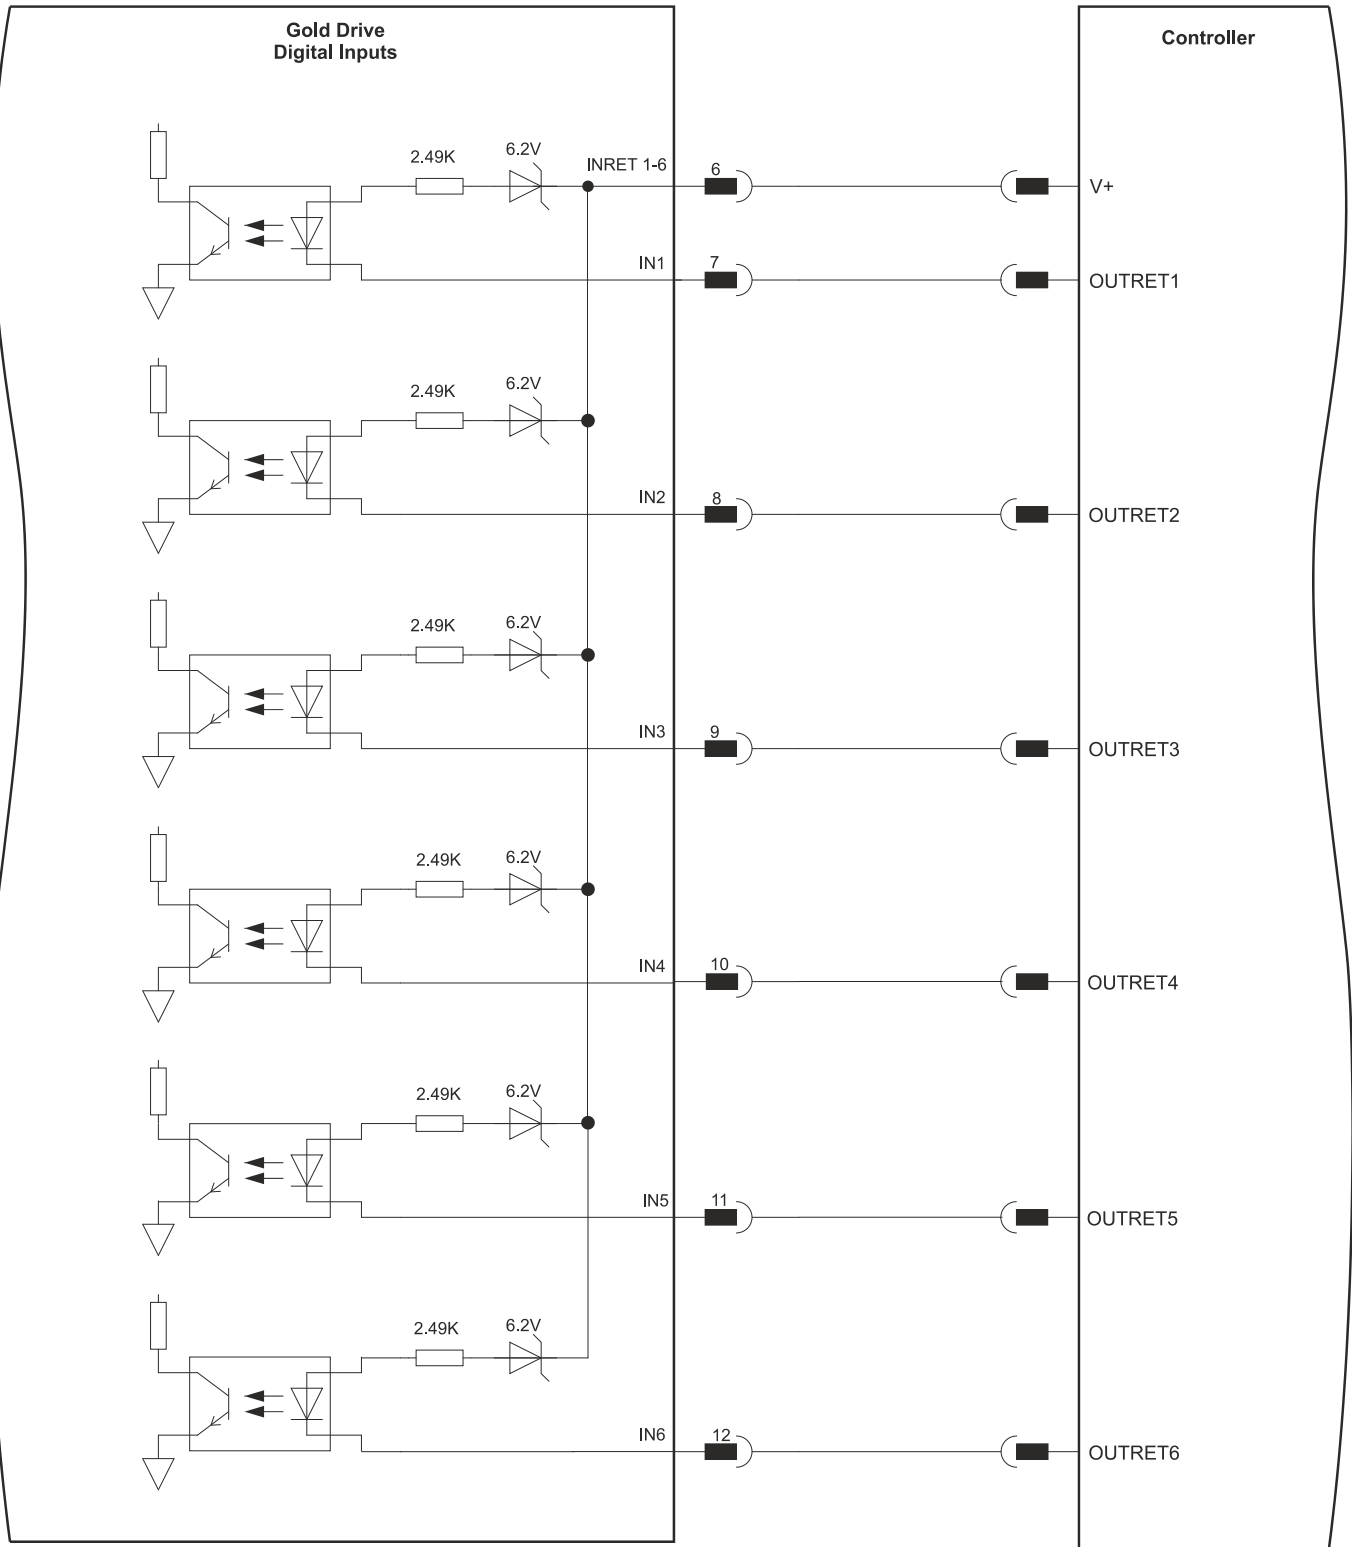 Gold Drive
Digital Inputs
Controller
2.49K
6.2V
INRET 1-6
6
V+
IN1
7
OUTRET1
2.49K
6.2V
IN2
8
OUTRET2
2.49K
6.2V
IN3
9
OUTRET3
2.49K
6.2V
IN4
10
OUTRET4
2.49K
6.2V
IN5
11
OUTRET5
2.49K
6.2V
IN6
12
OUTRET6